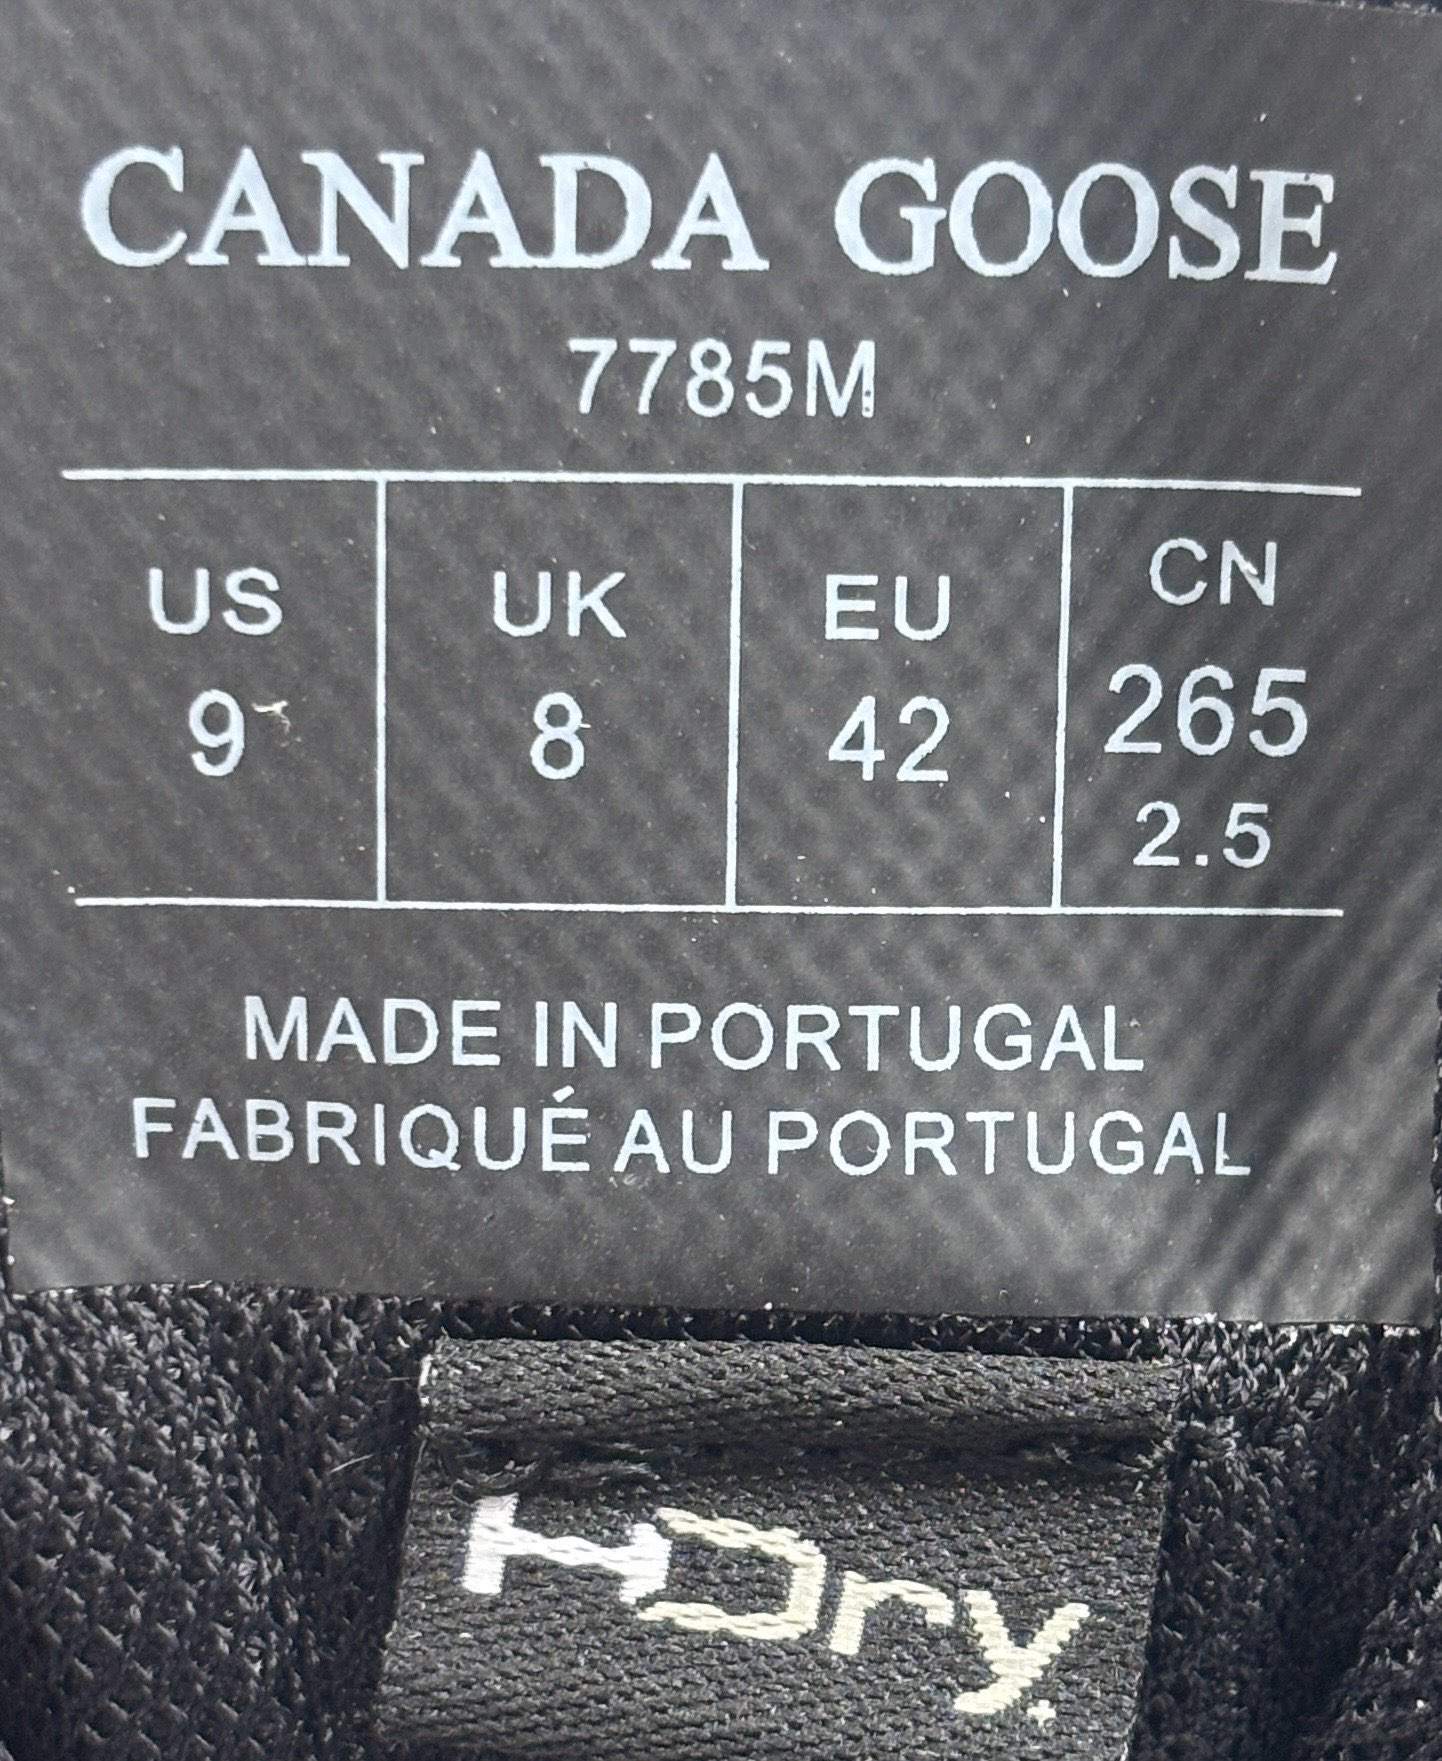 CANADA GOOSE
7785M
US UK EU CN
9 8 42 265
2.5
MADE IN PORTUGAL
FABRIQUÉ AU PORTUGAL
HDry